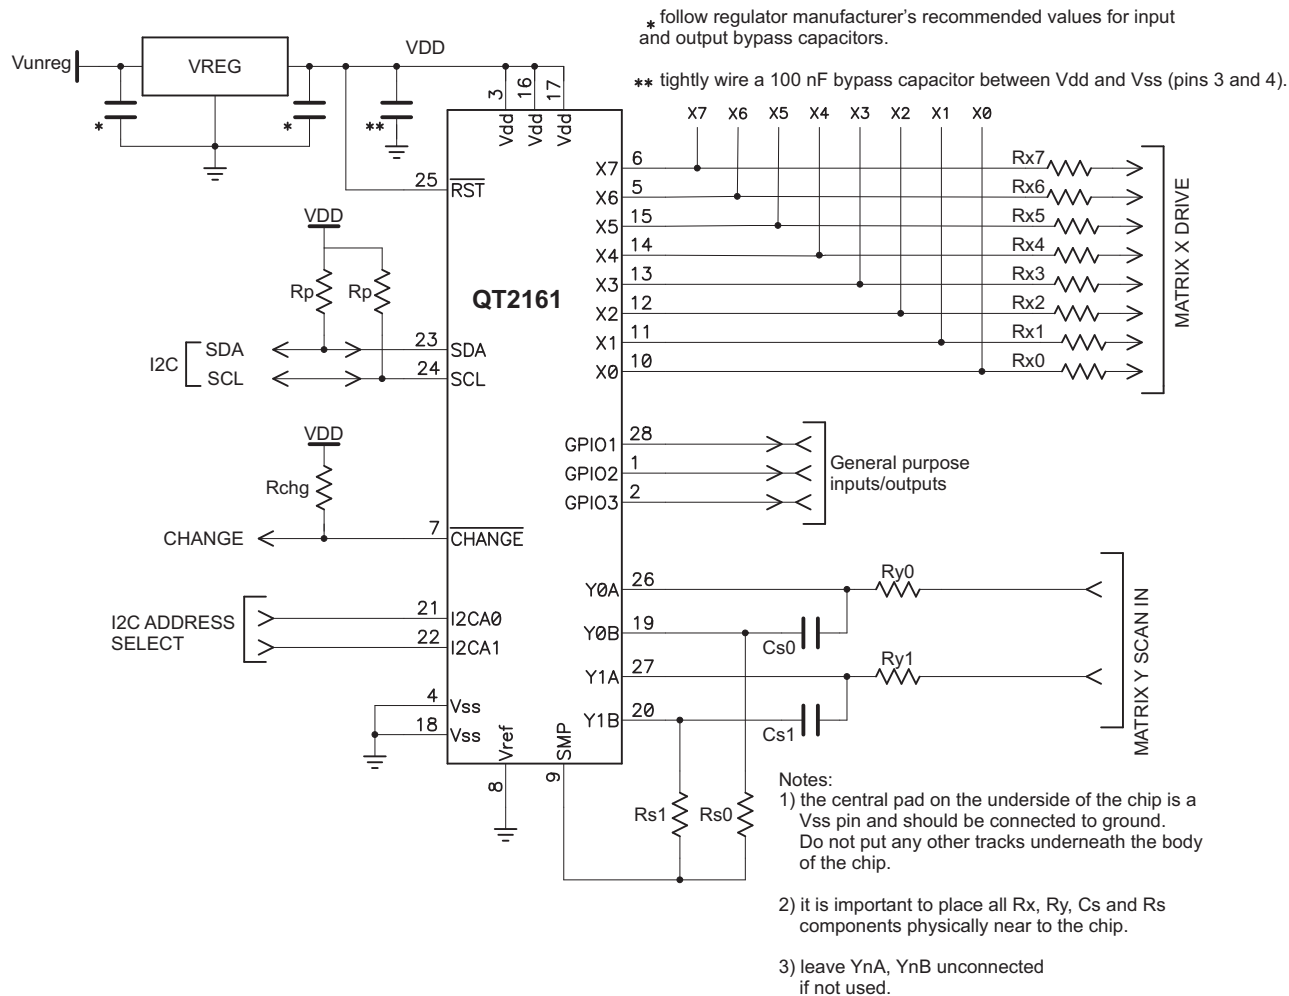 * follow regulator manufacturer's recommended values for input
and output bypass capacitors.
** tightly wire a 100 nF bypass capacitor between Vdd and Vss (pins 3 and 4).
Vunreg
VREG
VDD
*
*
**
3
16
17
Vdd
Vdd
Vdd
X7 X6 X5 X4 X3 X2 X1 X0
25
RST
X7 6 Rx7
X6 5 Rx6
X5 15 Rx5
X4 14 Rx4
X3 13 Rx3
X2 12 Rx2
X1 11 Rx1
X0 10 Rx0
MATRIX X DRIVE
VDD
Rp
Rp
QT2161
I2C
SDA 23 SDA
SCL 24 SCL
VDD
Rchg
CHANGE 7 CHANGE
GPIO1 28
GPIO2 1
GPIO3 2
General purpose
inputs/outputs
I2C ADDRESS
SELECT
21 I2CA0
22 I2CA1
4 Vss
18 Vss
Y0A 26 Ry0
Y0B 19 Cs0
Y1A 27 Ry1
Y1B 20 Cs1
MATRIX Y SCAN IN
Vref
8
SMP
9
Rs1
Rs0
Notes:
1) the central pad on the underside of the chip is a
Vss pin and should be connected to ground.
Do not put any other tracks underneath the body
of the chip.
2) it is important to place all Rx, Ry, Cs and Rs
components physically near to the chip.
3) leave YnA, YnB unconnected
if not used.